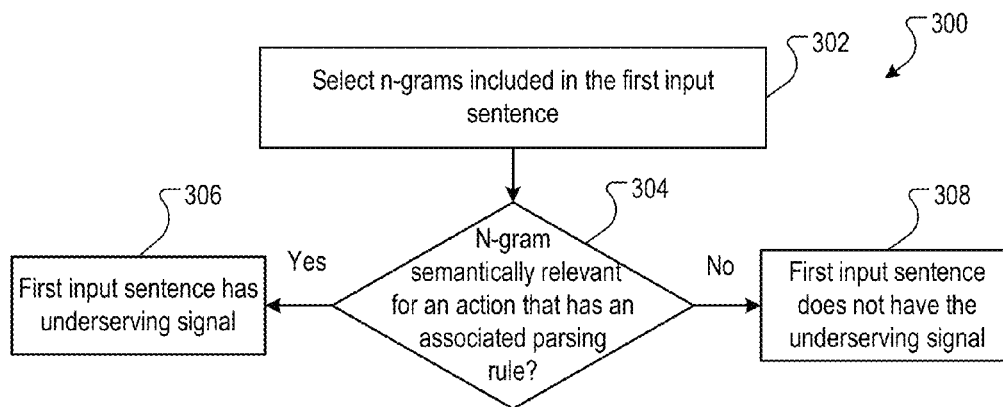 300
302
Select n-grams included in the first input
sentence
304
306
308
N-gram
semantically relevant
for an action that has an
associated parsing
rule?
Yes
No
First input sentence has
underserving signal
First input sentence
does not have the
underserving signal